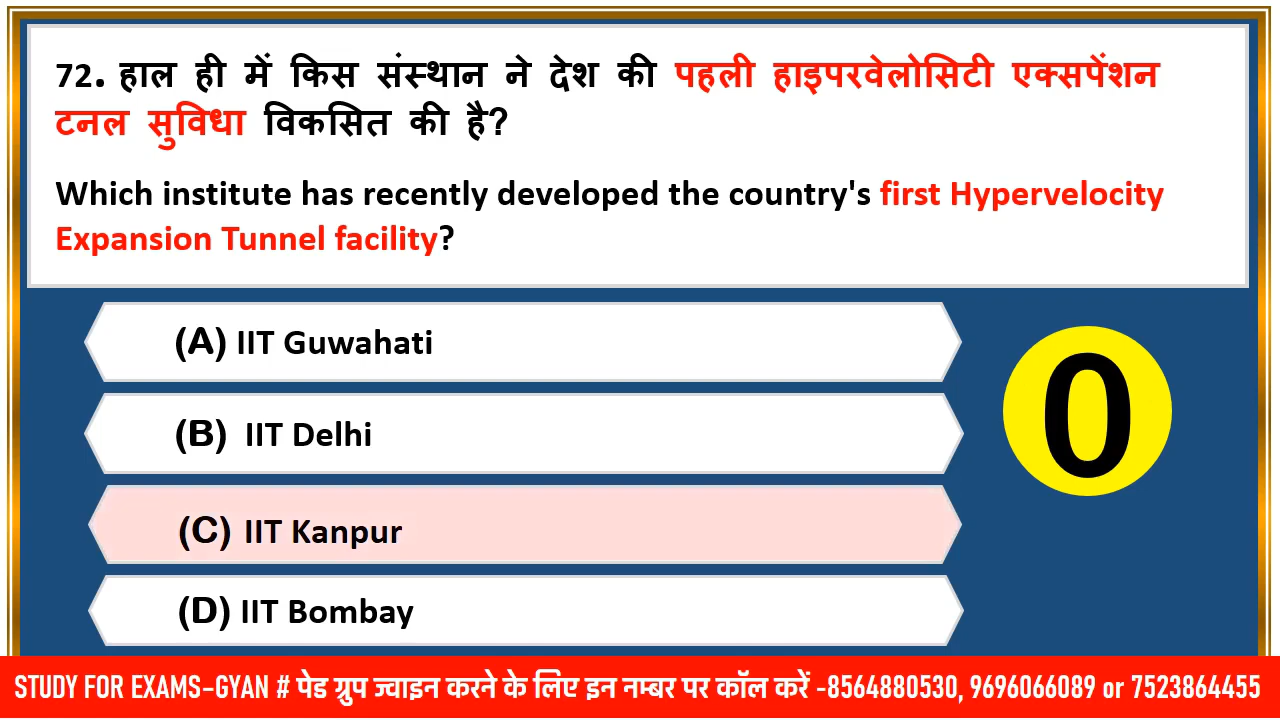 72. हाल ही में किस संस्थान ने देश की पहली हाइपरवेलोसिटी एक्सपेंशन
टनल सुविधा विकसित की है?
Which institute has recently developed the country's first Hypervelocity
Expansion Tunnel facility?
(A) IIT Guwahati
(B) IIT Delhi
(C) IIT Kanpur
(D) IIT Bombay
0
STUDY FOR EXAMS-GYAN # पेड ग्रुप ज्वाइन करने के लिए इन नम्बर पर कॉल करें -8564880530, 9696066089 or 7523864455